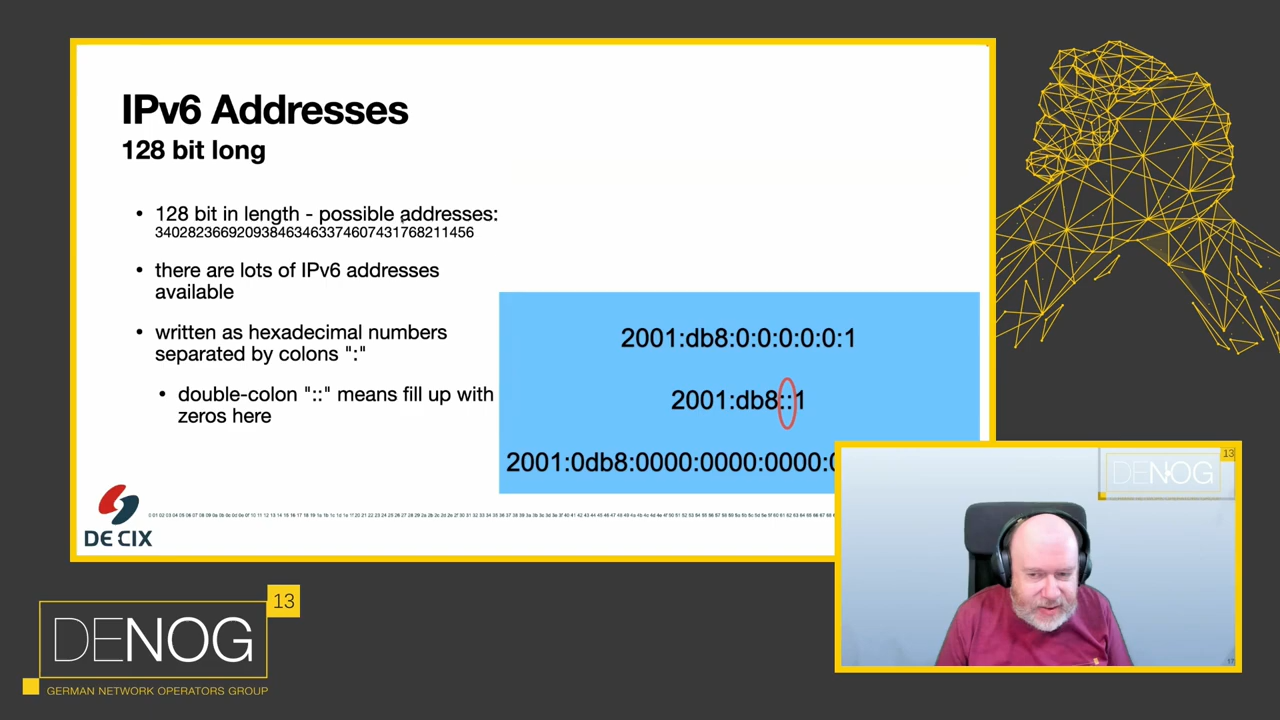 IPv6 Addresses
128 bit long
• 128 bit in length - possible addresses:
340282366920938463463374607431768211456
• there are lots of IPv6 addresses
available
• written as hexadecimal numbers
separated by colons ":"
• double-colon "::" means fill up with
zeros here
2001:db8:0:0:0:0:0:1
2001:db8::1
2001:0db8:0000:0000:0000:0
DE CIX
DENOG
13
DENOG
13
GERMAN NETWORK OPERATORS GROUP